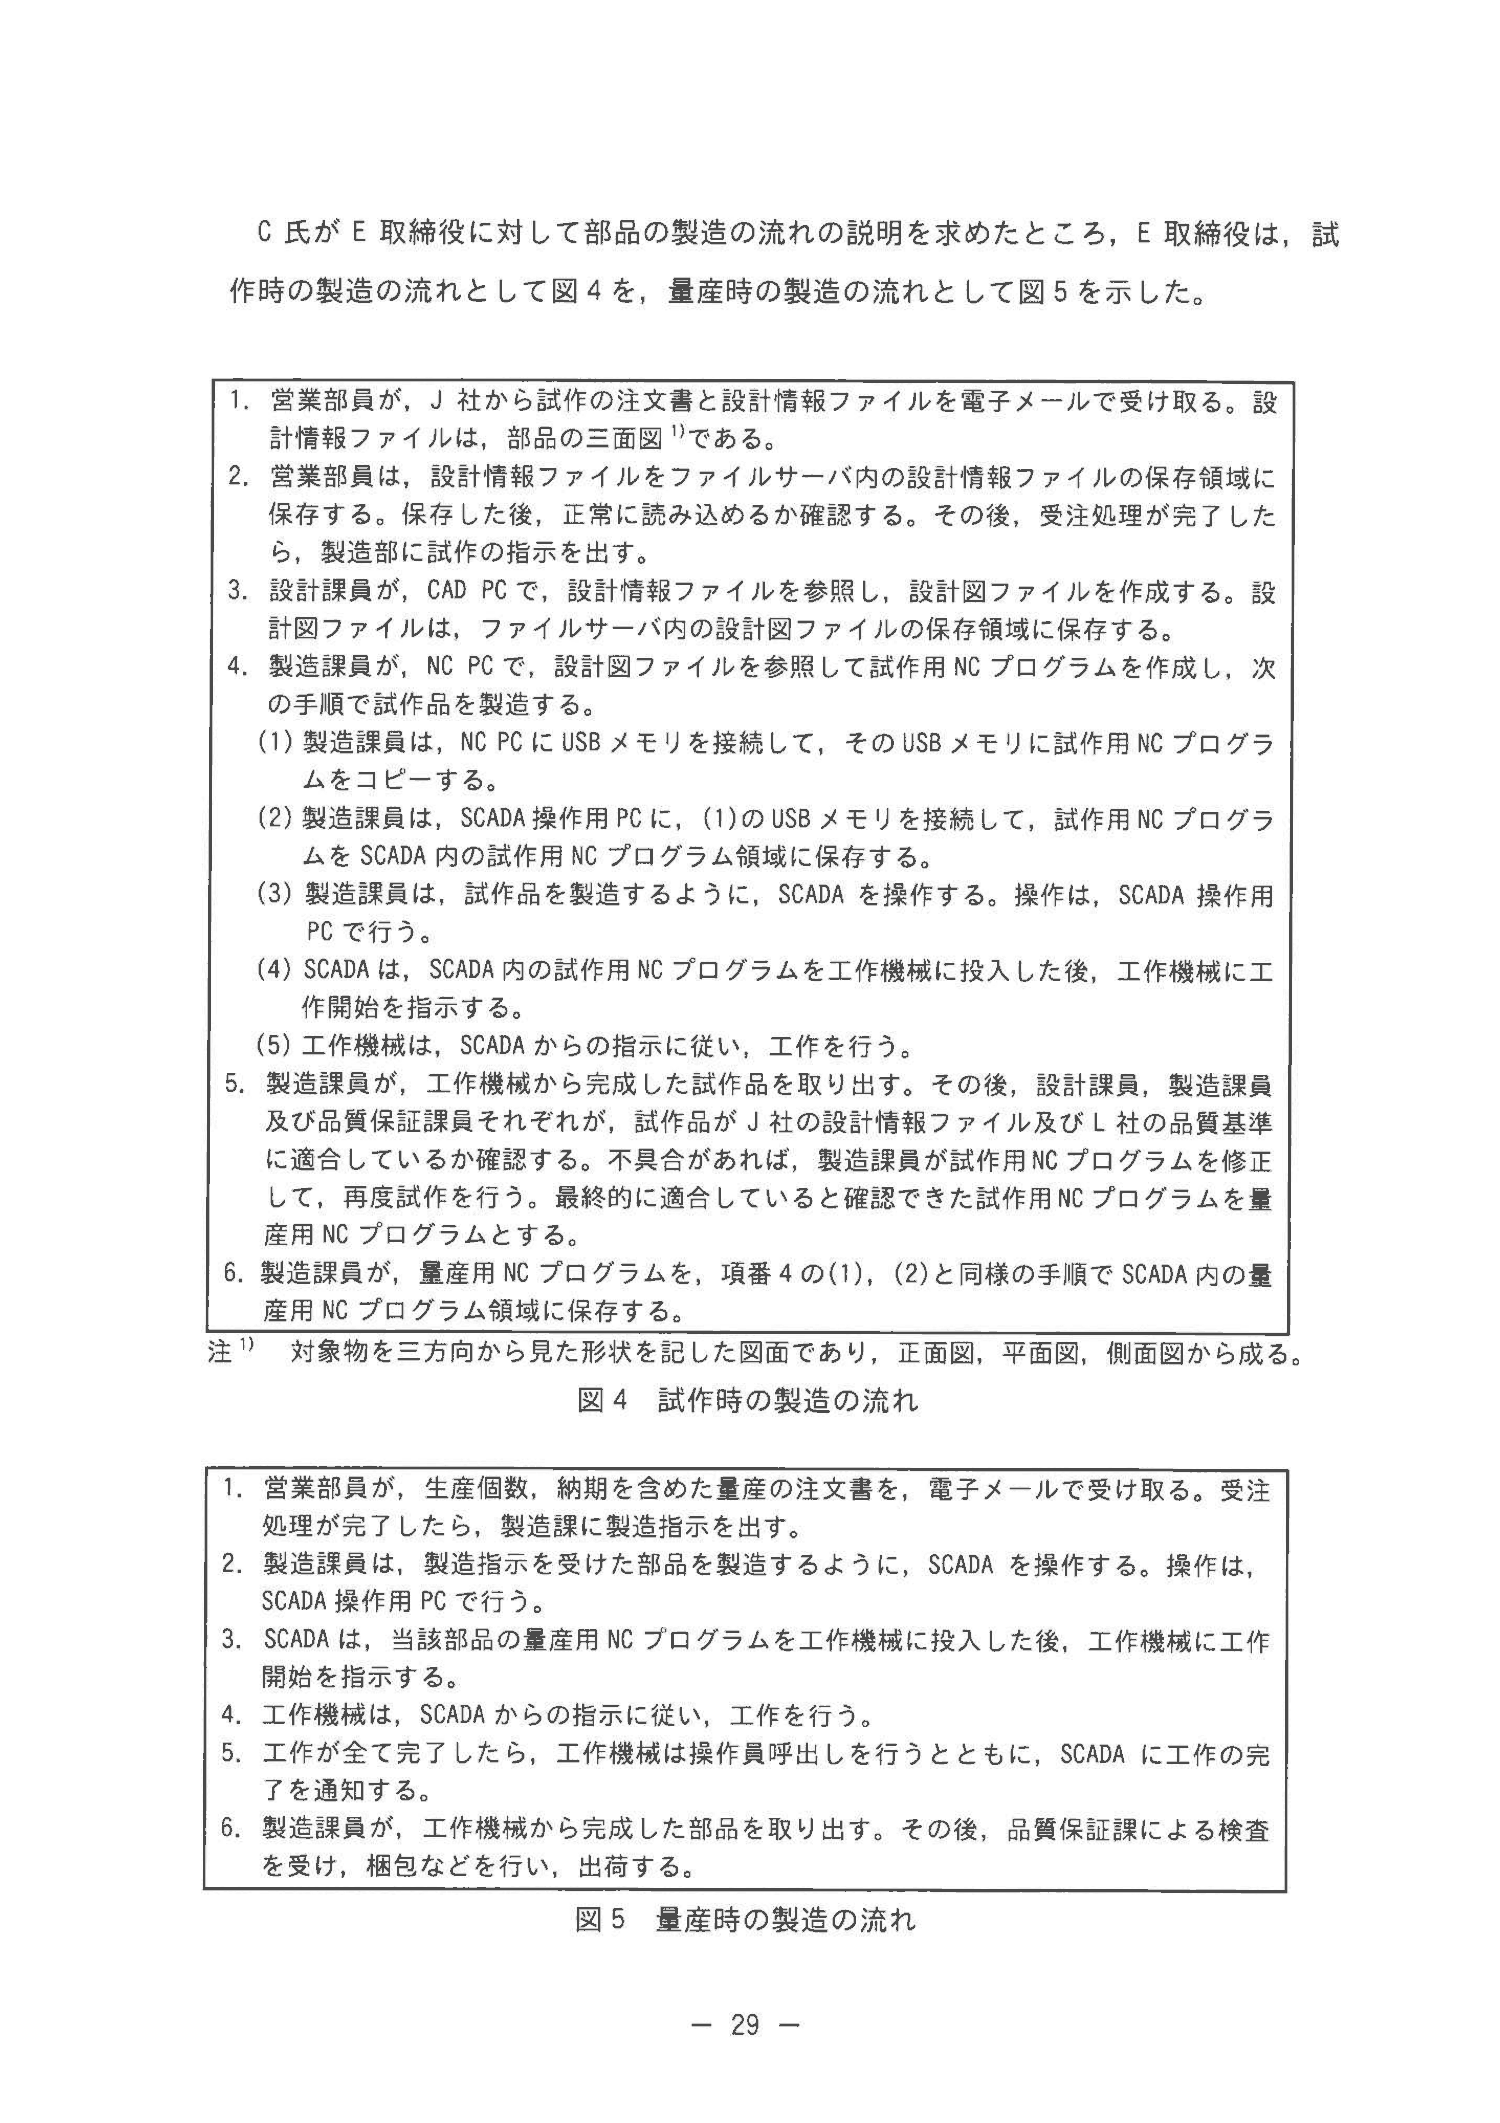 C 氏が E 取締役に対して部品の製造の流れの説明を求めたところ，E 取締役は，試
作時の製造の流れとして図 4 を，量産時の製造の流れとして図 5 を示した。
1. 営業部員が，J 社から試作の注文書と設計情報ファイルを電子メールで受け取る。設
計情報ファイルは，部品の三面図 1)である。
2. 営業部員は，設計情報ファイルをファイルサーバ内の設計情報ファイルの保存領域に
保存する。保存した後，正常に読み込めるか確認する。その後，受注処理が完了した
ら，製造部に試作の指示を出す。
3. 設計課員が，CAD PC で，設計情報ファイルを参照し，設計図ファイルを作成する。設
計図ファイルは，ファイルサーバ内の設計図ファイルの保存領域に保存する。
4. 製造課員が，NC PC で，設計図ファイルを参照して試作用 NC プログラムを作成し，次
の手順で試作品を製造する。
(1) 製造課員は，NC PC に USB メモリを接続して，その USB メモリに試作用 NC プログラ
ムをコピーする。
(2) 製造課員は，SCADA 操作用 PC に，(1)の USB メモリを接続して，試作用 NC プログラ
ムを SCADA 内の試作用 NC プログラム領域に保存する。
(3) 製造課員は，試作品を製造するように，SCADA を操作する。操作は，SCADA 操作用
PC で行う。
(4) SCADA は，SCADA 内の試作用 NC プログラムを工作機械に投入した後，工作機械に工
作開始を指示する。
(5) 工作機械は，SCADA からの指示に従い，工作を行う。
5. 製造課員が，工作機械から完成した試作品を取り出す。その後，設計課員，製造課員
及び品質保証課員それぞれが，試作品が J 社の設計情報ファイル及び L 社の品質基準
に適合しているか確認する。不具合があれば，製造課員が試作用 NC プログラムを修正
して，再度試作を行う。最終的に適合していると確認できた試作用 NC プログラムを量
産用 NC プログラムとする。
6. 製造課員が，量産用 NC プログラムを，項番 4 の(1)，(2)と同様の手順で SCADA 内の量
産用 NC プログラム領域に保存する。
注 1) 対象物を三方向から見た形状を記した図面であり，正面図，平面図，側面図から成る。
図 4 試作時の製造の流れ
1. 営業部員が，生産個数，納期を含めた量産の注文書を，電子メールで受け取る。受注
処理が完了したら，製造課に製造指示を出す。
2. 製造課員は，製造指示を受けた部品を製造するように，SCADA を操作する。操作は，
SCADA 操作用 PC で行う。
3. SCADA は，当該部品の量産用 NC プログラムを工作機械に投入した後，工作機械に工作
開始を指示する。
4. 工作機械は，SCADA からの指示に従い，工作を行う。
5. 工作が全て完了したら，工作機械は操作員呼出しを行うとともに，SCADA に工作の完
了を通知する。
6. 製造課員が，工作機械から完成した部品を取り出す。その後，品質保証課による検査
を受け，梱包などを行い，出荷する。
図 5 量産時の製造の流れ
― 29 ―